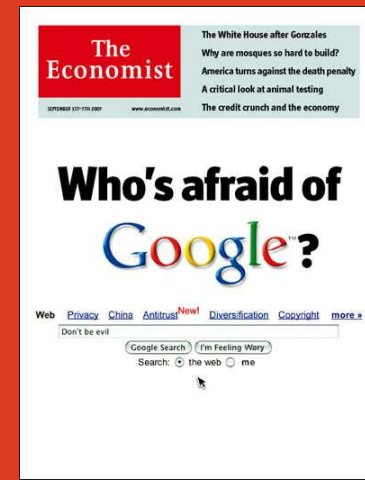 The
Economist
SEPTEMBER 1ST-7TH 2007 www.economist.com
The White House after Gonzales
Why are mosques so hard to build?
America turns against the death penalty
A critical look at animal testing
The credit crunch and the economy
Who's afraid of
Google™?
Web Privacy China Antitrust New! Diversification Copyright more »
Don't be evil
Google Search I'm Feeling Wary
Search: the web me